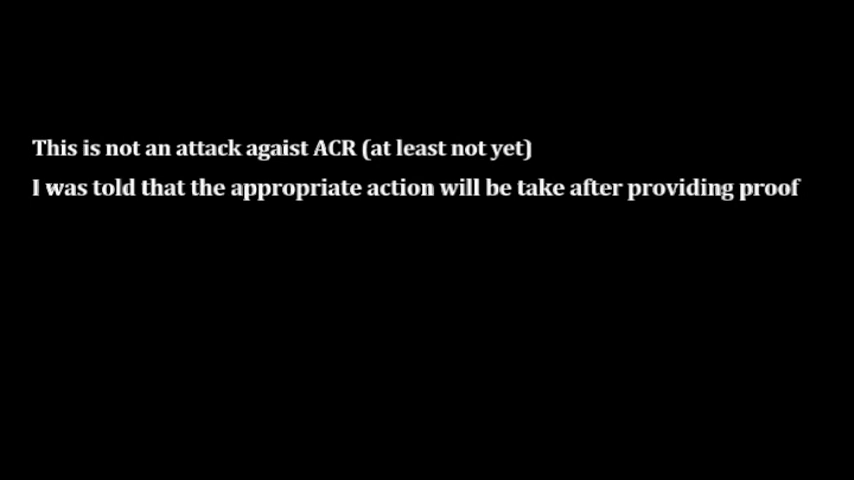 This is not an attack agaist ACR (at least not yet)
I was told that the appropriate action will be take after providing proof